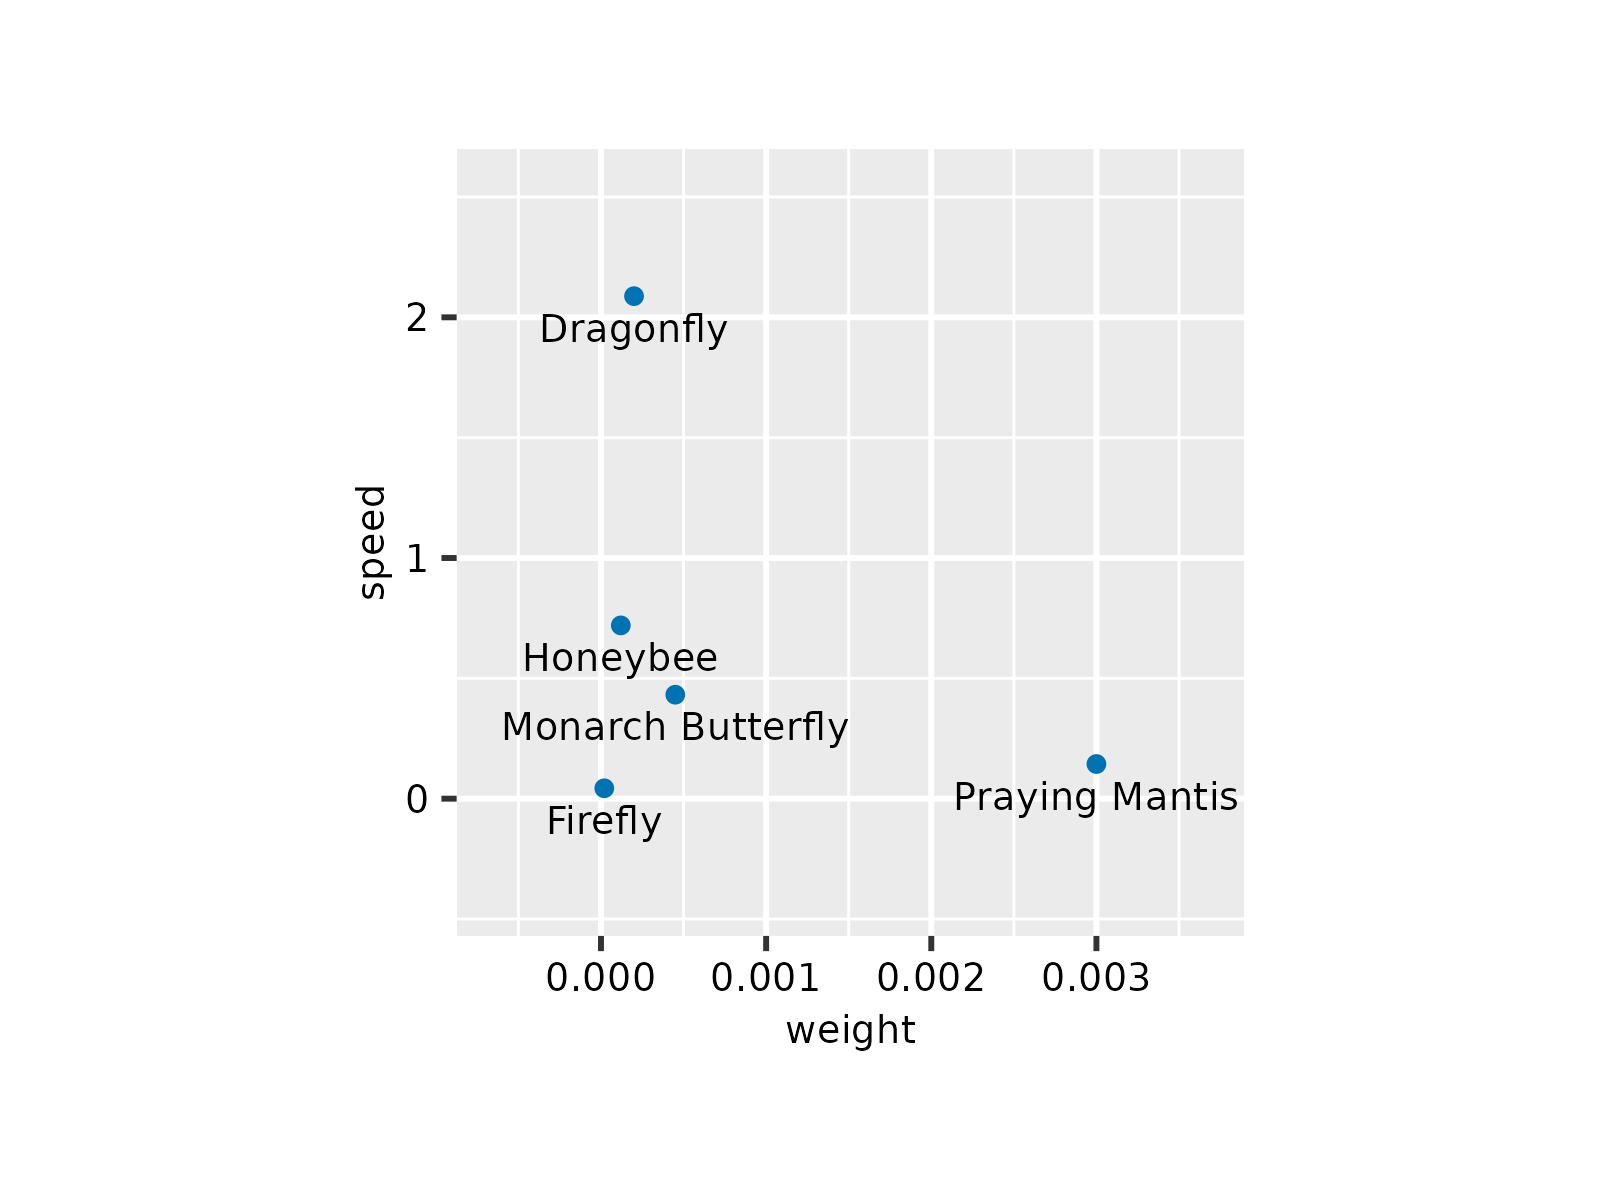 2
Dragonfly
speed
1
Honeybee
Monarch Butterfly
0
Firefly
Praying Mantis
0.000 0.001 0.002 0.003
weight